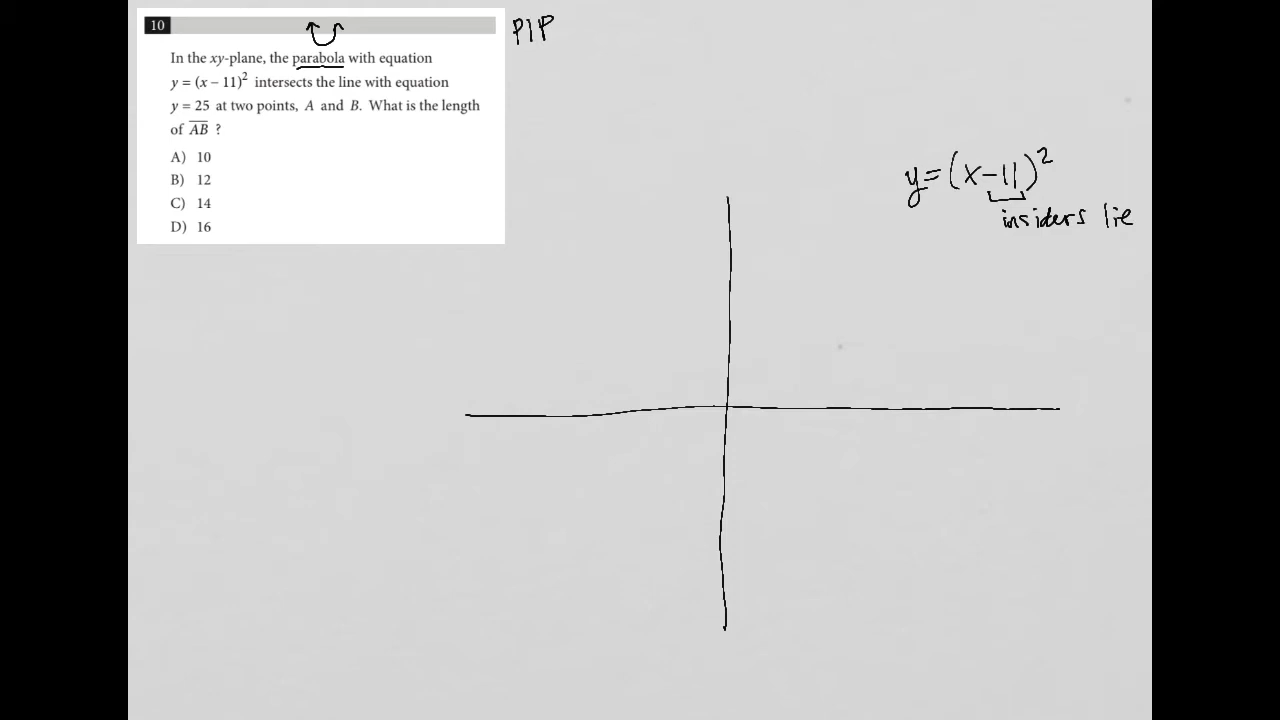 10
In the xy-plane, the parabola with equation
y = (x − 11)² intersects the line with equation
y = 25 at two points, A and B. What is the length
of A̅B̅ ?
A) 10
B) 12
C) 14
D) 16
PIP
y=(x-11)²
insiders lie